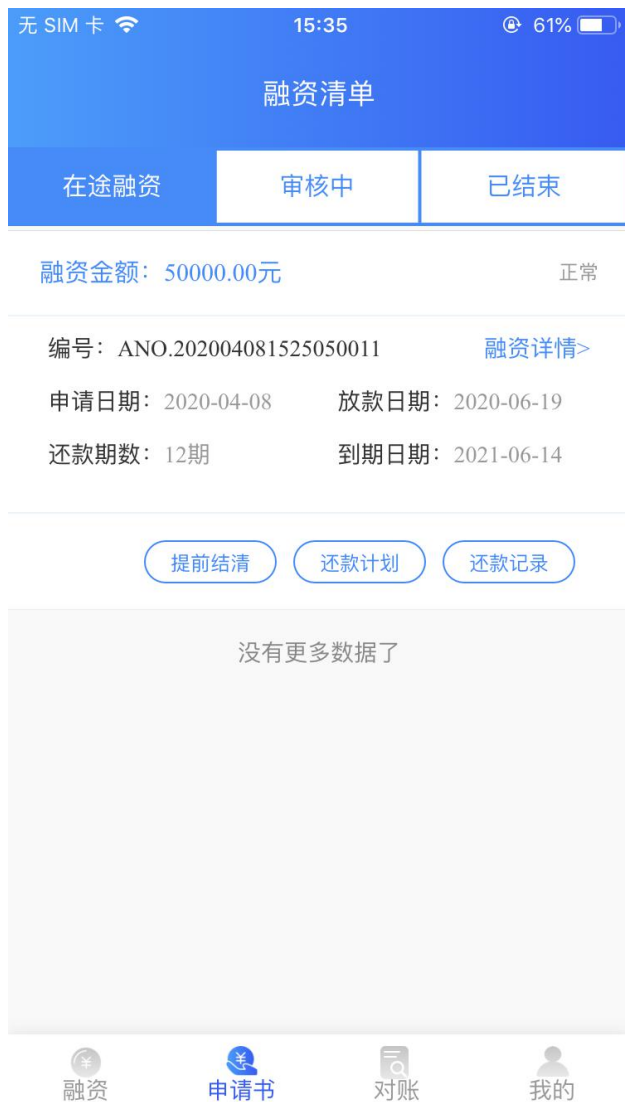 无 SIM 卡 15:35 61%
融资清单
在途融资 审核中 已结束
融资金额：50000.00元 正常
编号：ANO.202004081525050011 融资详情>
申请日期：2020-04-08 放款日期：2020-06-19
还款期数：12期 到期日期：2021-06-14
提前结清 还款计划 还款记录
没有更多数据了
融资 申请书 对账 我的